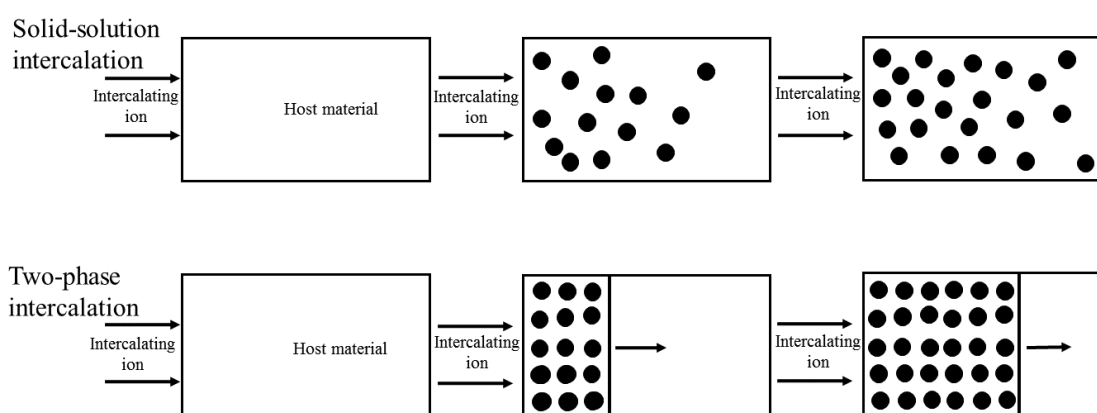 Solid-solution
intercalation
Intercalating
ion
Host material
Intercalating
ion
Intercalating
ion
Two-phase
intercalation
Intercalating
ion
Host material
Intercalating
ion
Intercalating
ion